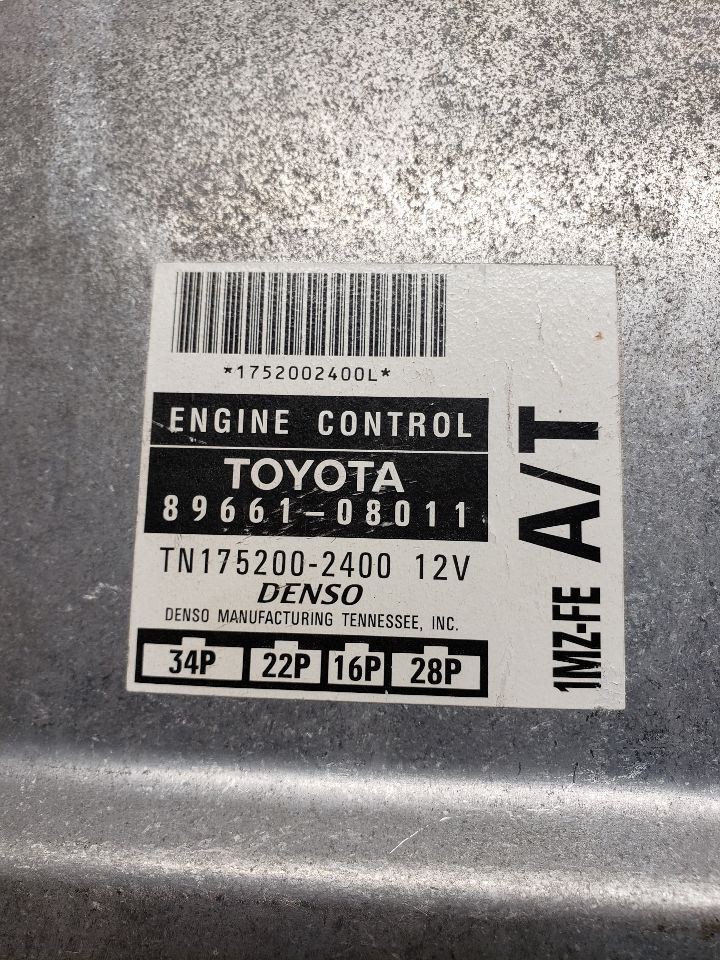 *1752002400L*
ENGINE CONTROL
TOYOTA
89661-08011
TN175200-2400 12V
DENSO
DENSO MANUFACTURING TENNESSEE, INC.
34P 22P 16P 28P
1MZ-FE A/T